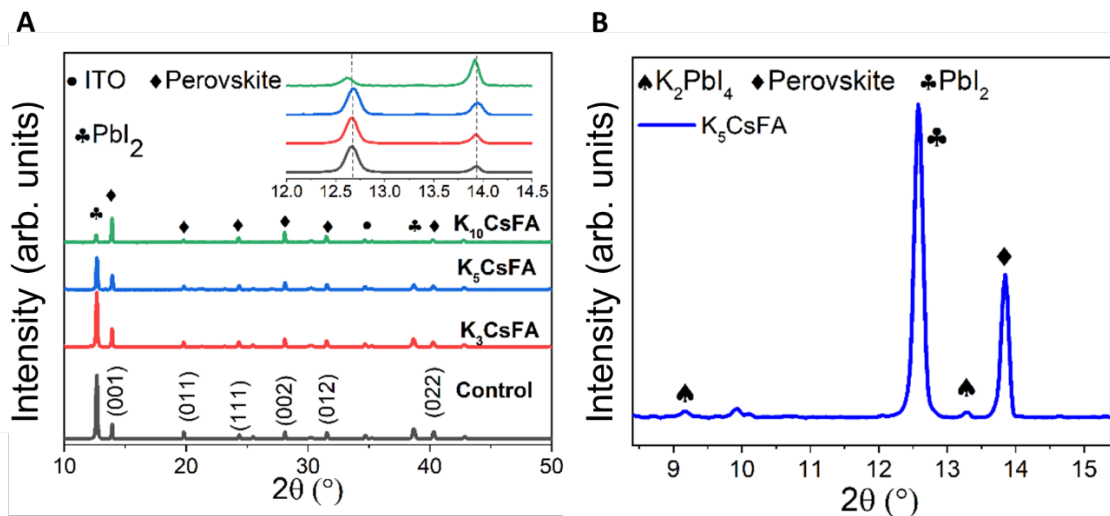 A
● ITO ♦ Perovskite
♣ PbI₂
12.0 12.5 13.0 13.5 14.0 14.5
K₁₀CsFA
K₅CsFA
K₃CsFA
Control
(001)
(011)
(111)
(002)
(012)
(022)
10 20 30 40 50
2θ (°)
Intensity (arb. units)
B
♠ K₂PbI₄ ♦ Perovskite ♣ PbI₂
K₅CsFA
9 10 11 12 13 14 15
2θ (°)
Intensity (arb. units)